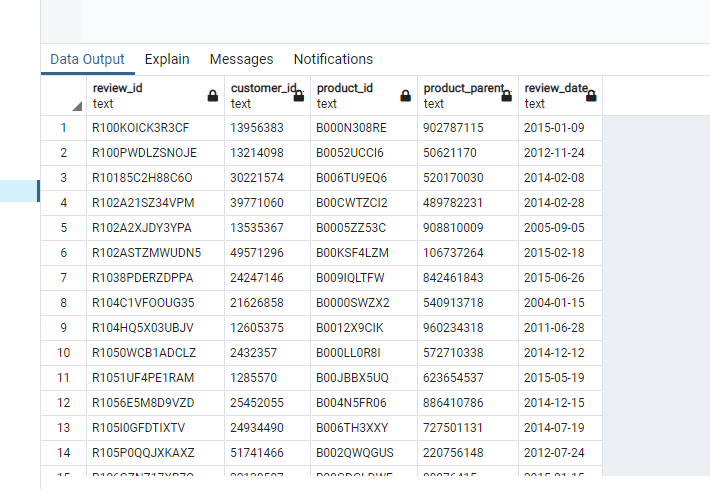 Data Output Explain Messages Notifications
review_id customer_id product_id product_parent review_date
text text text text text
1 R100KOICK3R3CF 13956383 B000N308RE 902787115 2015-01-09
2 R100PWDLZSNOJE 13214098 B0052UCCI6 50621170 2012-11-24
3 R10185C2H88C6O 30221574 B006TU9EQ6 520170030 2014-02-08
4 R102A21SZ34VPM 39771060 B00CWTZCI2 489782231 2014-02-28
5 R102A2XJDY3YPA 13535367 B0005ZZ53C 908810009 2005-09-05
6 R102ASTZMWUDN5 49571296 B00KSF4LZM 106737264 2015-02-18
7 R1038PDERZDPPA 24247146 B009IQLTFW 842461843 2015-06-26
8 R104C1VFOOUG35 21626858 B0000SWZX2 540913718 2004-01-15
9 R104HQ5X03UBJV 12605375 B0012X9CIK 960234318 2011-06-28
10 R1050WCB1ADCLZ 2432357 B000LL0R8I 572710338 2014-12-12
11 R1051UF4PE1RAM 1285570 B00JBBX5UQ 623654537 2015-05-19
12 R1056E5M8D9VZD 25452055 B004N5FR06 886410786 2014-12-15
13 R105I0GFDTIXTV 24934490 B006TH3XXY 727501131 2014-07-19
14 R105P0QQJXKAXZ 51741466 B002QWQGUS 220756148 2012-07-24